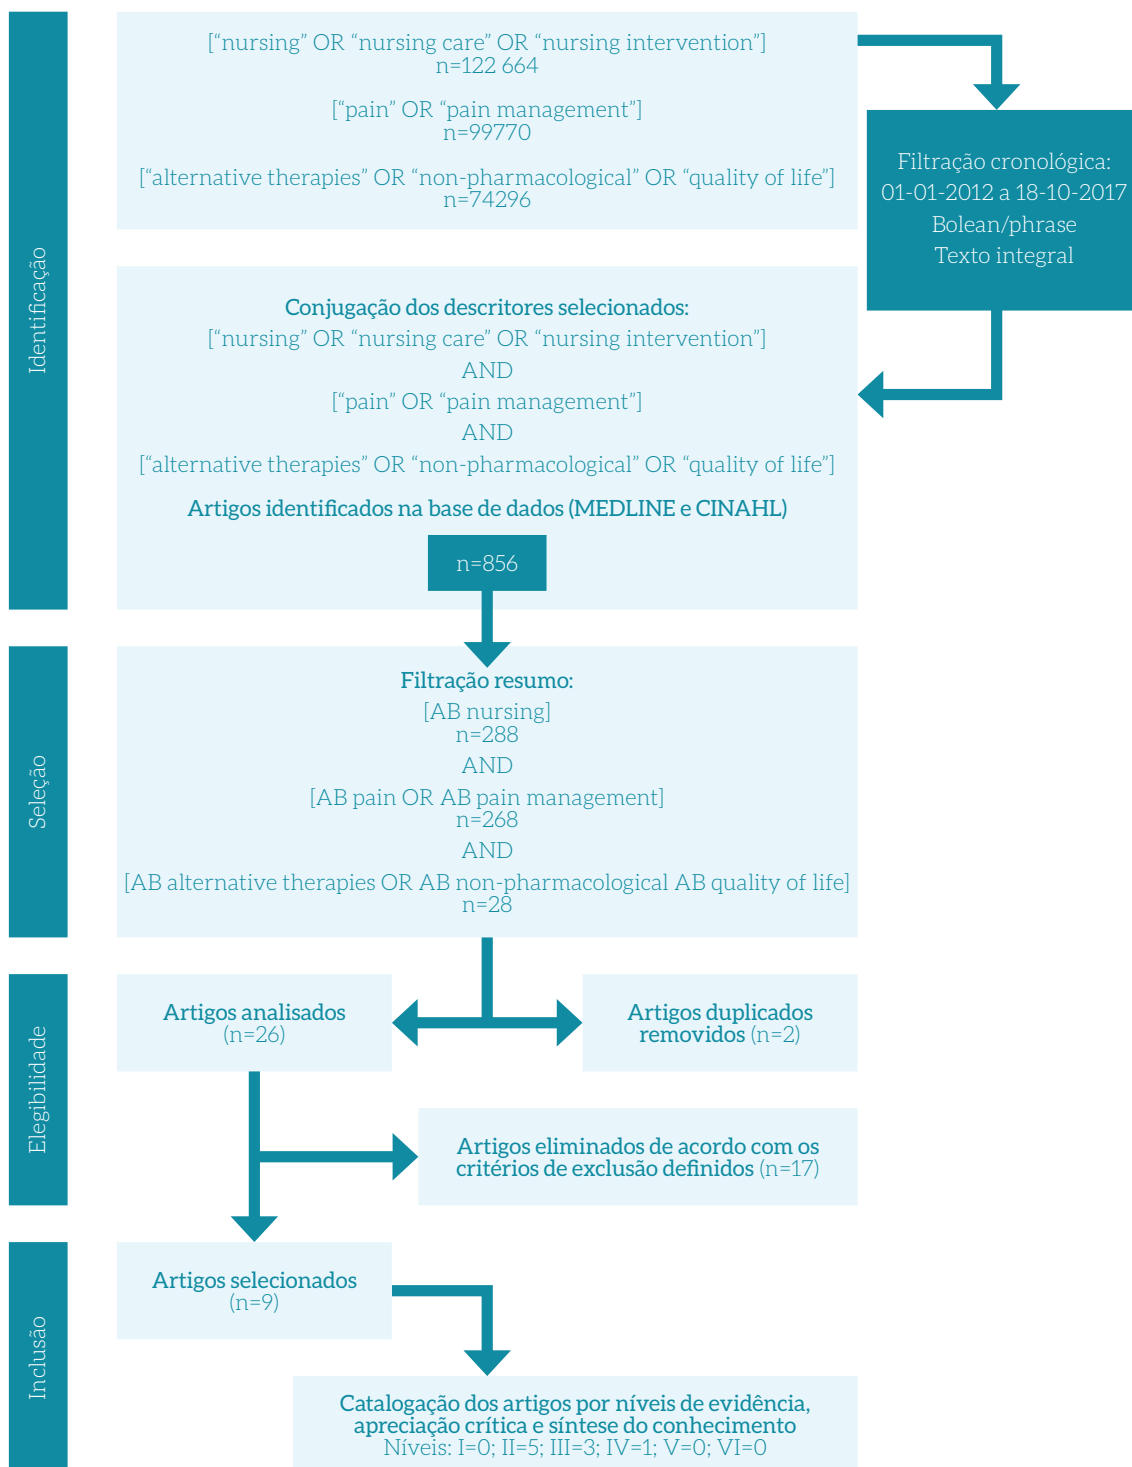 Identificação
["nursing" OR "nursing care" OR "nursing intervention"]
n=122 664
["pain" OR "pain management"]
n=99770
["alternative therapies" OR "non-pharmacological" OR "quality of life"]
n=74296
Filtração cronológica:
01-01-2012 a 18-10-2017
Bolean/phrase
Texto integral
Conjugação dos descritores selecionados:
["nursing" OR "nursing care" OR "nursing intervention"]
AND
["pain" OR "pain management"]
AND
["alternative therapies" OR "non-pharmacological" OR "quality of life"]
Artigos identificados na base de dados (MEDLINE e CINAHL)
n=856
Seleção
Filtração resumo:
[AB nursing]
n=288
AND
[AB pain OR AB pain management]
n=268
AND
[AB alternative therapies OR AB non-pharmacological AB quality of life]
n=28
Elegibilidade
Artigos analisados
(n=26)
Artigos duplicados
removidos (n=2)
Artigos eliminados de acordo com os
critérios de exclusão definidos (n=17)
Inclusão
Artigos selecionados
(n=9)
Catalogação dos artigos por níveis de evidência,
apreciação crítica e síntese do conhecimento
Níveis: I=0; II=5; III=3; IV=1; V=0; VI=0